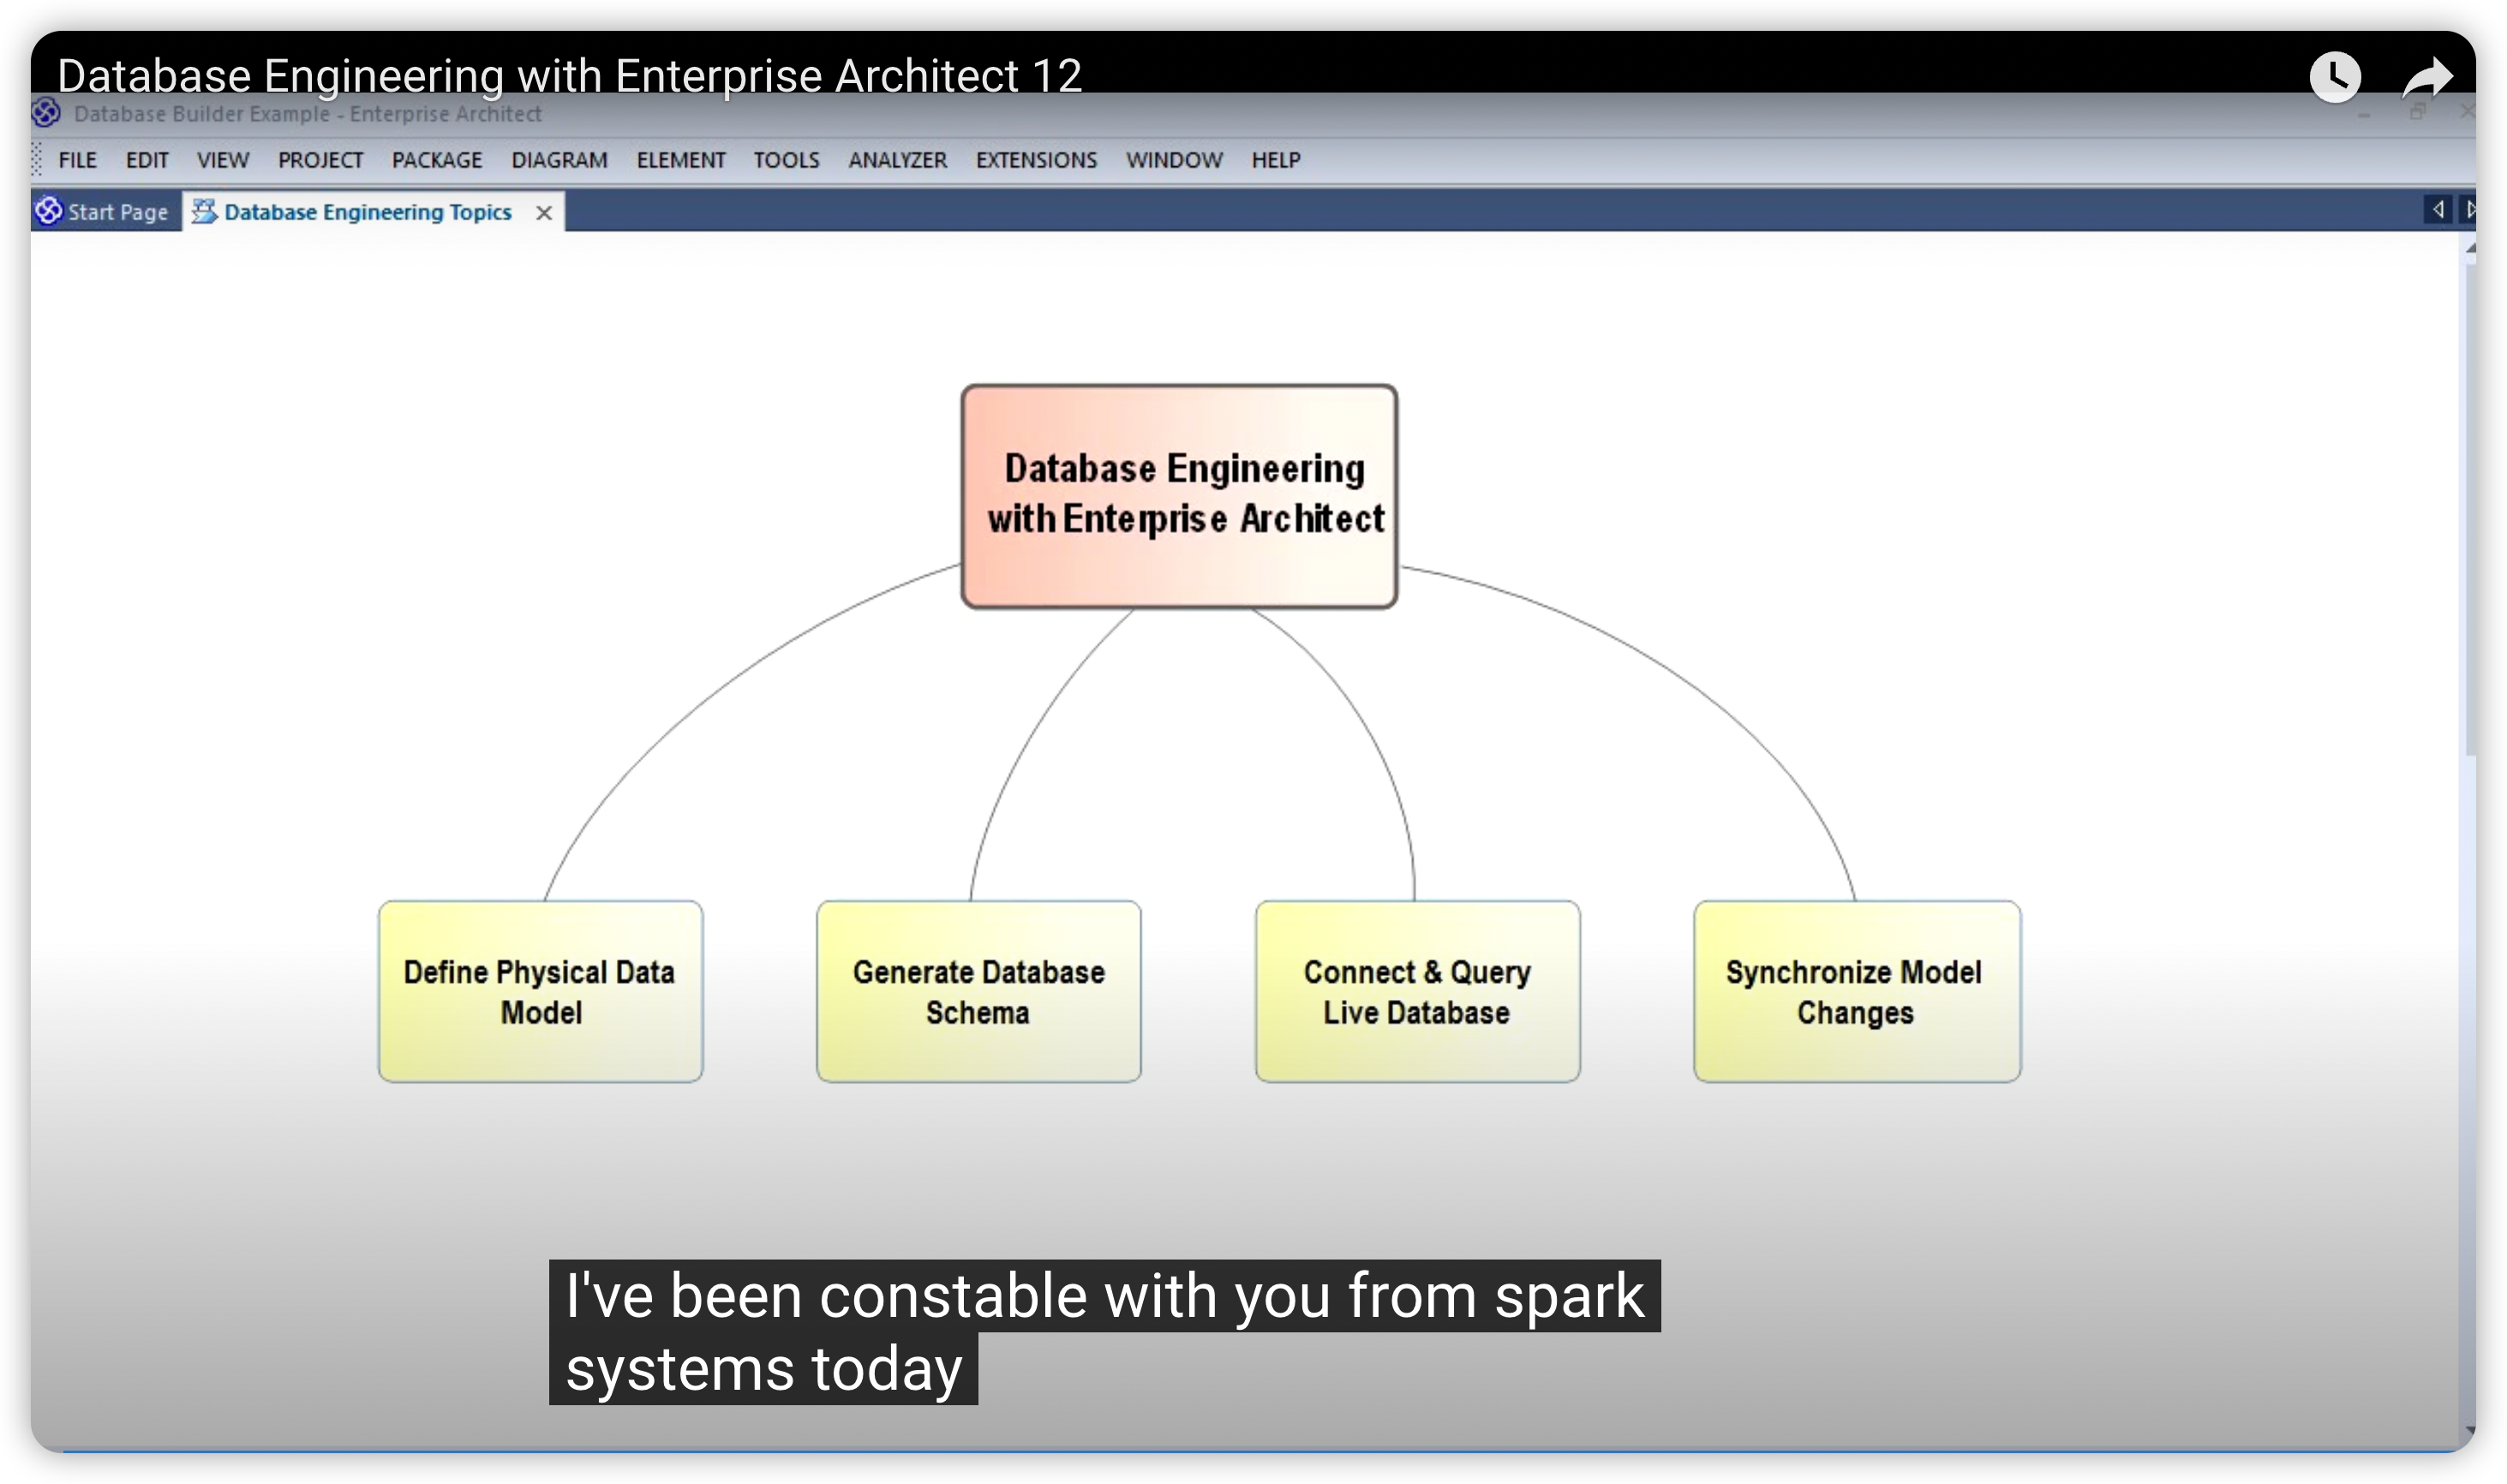 Database Engineering with Enterprise Architect 12
Database Builder Example - Enterprise Architect
FILE EDIT VIEW PROJECT PACKAGE DIAGRAM ELEMENT TOOLS ANALYZER EXTENSIONS WINDOW HELP
Start Page Database Engineering Topics
Database Engineering
with Enterprise Architect
Define Physical Data
Model
Generate Database
Schema
Connect & Query
Live Database
Synchronize Model
Changes
I've been constable with you from spark
systems today